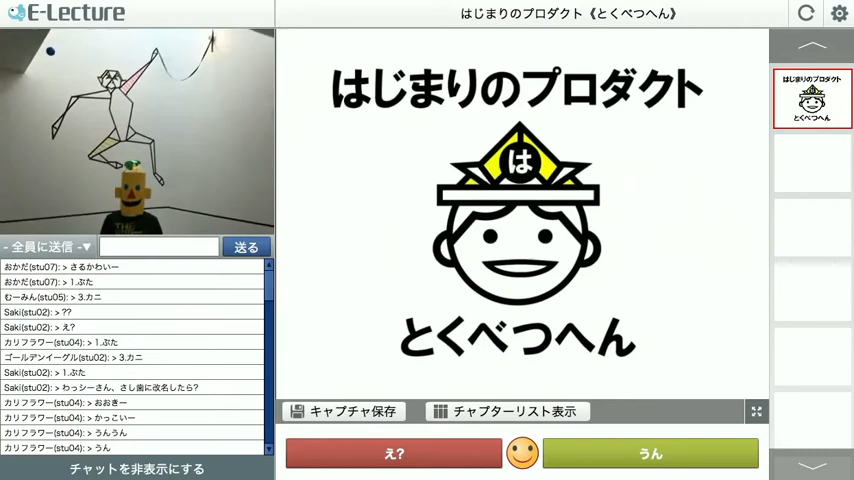 E-Lecture
はじまりのプロダクト《とくべつへん》
THE
- 全員に送信 -▼
送る
おかだ(stu07): > さるかわいー
おかだ(stu07): > 1.ぶた
むーみん(stu05): > 3.カニ
Saki(stu02): > ??
Saki(stu02): > え?
カリフラワー(stu04): > 1.ぶた
ゴールデンイーグル(stu02): > 3.カニ
Saki(stu02): > 1.ぶた
Saki(stu02): > わっシーさん、さし歯に改名したら?
カリフラワー(stu04): > おおきー
カリフラワー(stu04): > かっこいー
カリフラワー(stu04): > うんうん
カリフラワー(stu04): > うん
チャットを非表示にする
はじまりのプロダクト
は
とくべつへん
キャプチャ保存
チャプターリスト表示
え?
うん
はじまりのプロダクト
とくべつへん